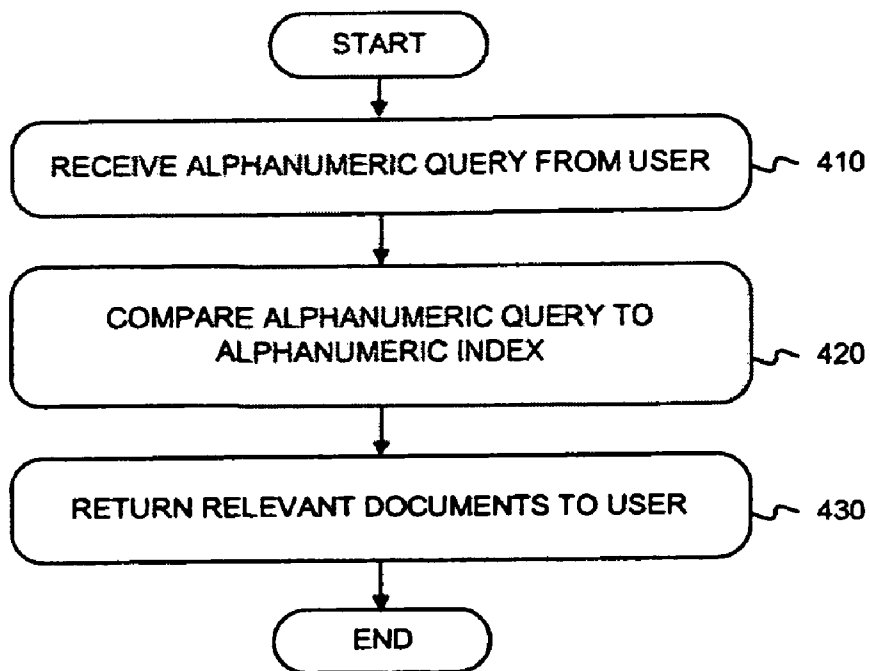 START
RECEIVE ALPHANUMERIC QUERY FROM USER 410
COMPARE ALPHANUMERIC QUERY TO
ALPHANUMERIC INDEX
420
RETURN RELEVANT DOCUMENTS TO USER 430
END